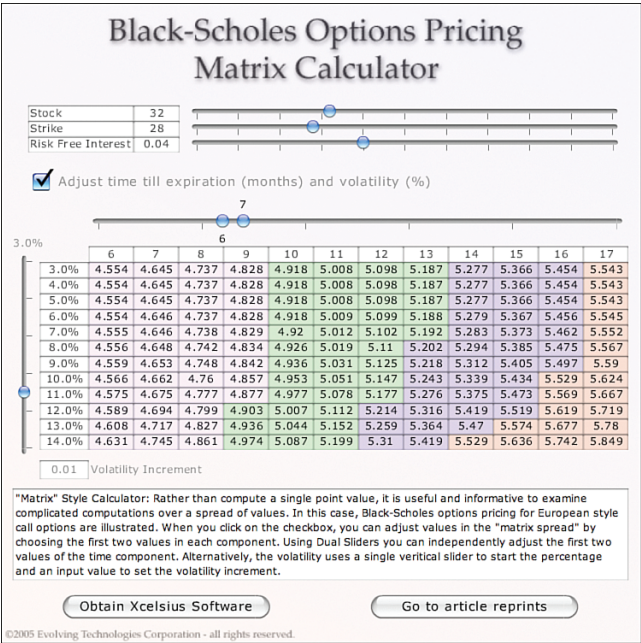 Black-Scholes Options Pricing
Matrix Calculator
Stock 32
Strike 28
Risk Free Interest 0.04
Adjust time till expiration (months) and volatility (%)
7
6
3.0%
6 7 8 9 10 11 12 13 14 15 16 17
3.0% 4.554 4.645 4.737 4.828 4.918 5.008 5.098 5.187 5.277 5.366 5.454 5.543
4.0% 4.554 4.645 4.737 4.828 4.918 5.008 5.098 5.187 5.277 5.366 5.454 5.543
5.0% 4.554 4.645 4.737 4.828 4.918 5.008 5.098 5.187 5.277 5.366 5.454 5.543
6.0% 4.554 4.646 4.737 4.828 4.918 5.009 5.099 5.188 5.279 5.367 5.456 5.545
7.0% 4.555 4.646 4.738 4.829 4.92 5.012 5.102 5.192 5.283 5.373 5.462 5.552
8.0% 4.556 4.648 4.742 4.834 4.926 5.019 5.11 5.202 5.294 5.385 5.475 5.567
9.0% 4.559 4.653 4.748 4.842 4.936 5.031 5.125 5.218 5.312 5.405 5.497 5.59
10.0% 4.566 4.662 4.76 4.857 4.953 5.051 5.147 5.243 5.339 5.434 5.529 5.624
11.0% 4.575 4.675 4.777 4.877 4.977 5.078 5.177 5.276 5.375 5.473 5.569 5.667
12.0% 4.589 4.694 4.799 4.903 5.007 5.112 5.214 5.316 5.419 5.519 5.619 5.719
13.0% 4.608 4.717 4.827 4.936 5.044 5.152 5.259 5.364 5.47 5.574 5.677 5.78
14.0% 4.631 4.745 4.861 4.974 5.087 5.199 5.31 5.419 5.529 5.636 5.742 5.849
0.01 Volatility Increment
"Matrix" Style Calculator: Rather than compute a single point value, it is useful and informative to examine
complicated computations over a spread of values. In this case, Black-Scholes options pricing for European style
call options are illustrated. When you click on the checkbox, you can adjust values in the "matrix spread" by
choosing the first two values in each component. Using Dual Sliders you can independently adjust the first two
values of the time component. Alternatively, the volatility uses a single veritical slider to start the percentage
and an input value to set the volatility increment.
Obtain Xcelsius Software Go to article reprints
©2005 Evolving Technologies Corporation - all rights reserved.